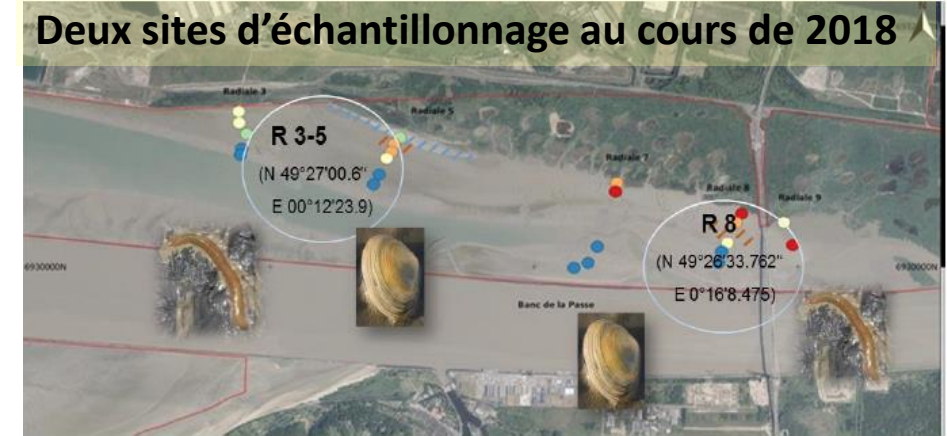 Deux sites d'échantillonnage au cours de 2018
Radiale 3
Radiale 5
R 3-5
(N 49°27'00.6"
E 00°12'23.9)
Radiale 7
Radiale 8
Radiale 9
R 8
(N 49°26'33.762"
E 0°16'8.475)
6930000N
6930000N
Banc de la Passe